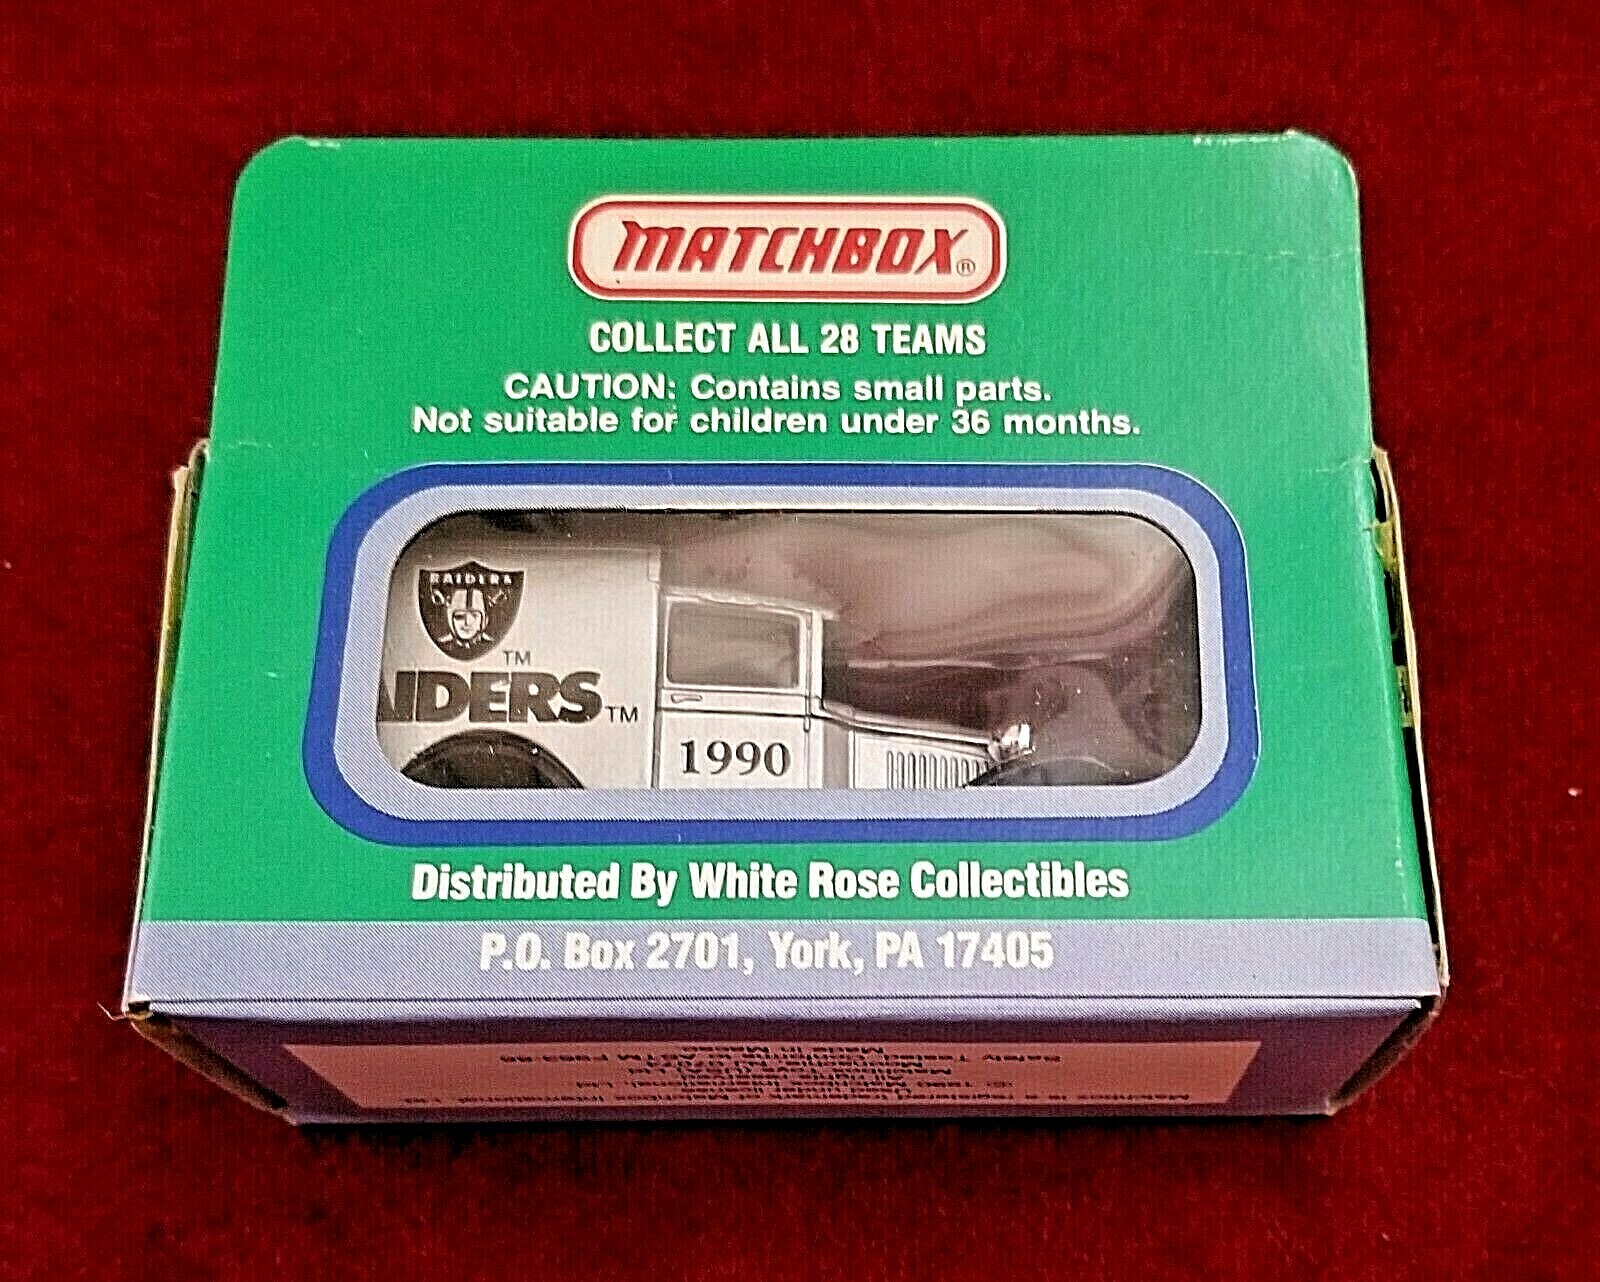 MATCHBOX®
COLLECT ALL 28 TEAMS
CAUTION: Contains small parts.
Not suitable for children under 36 months.
RAIDERS
TM
IDERS TM
1990
Distributed By White Rose Collectibles
P.O. Box 2701, York, PA 17405